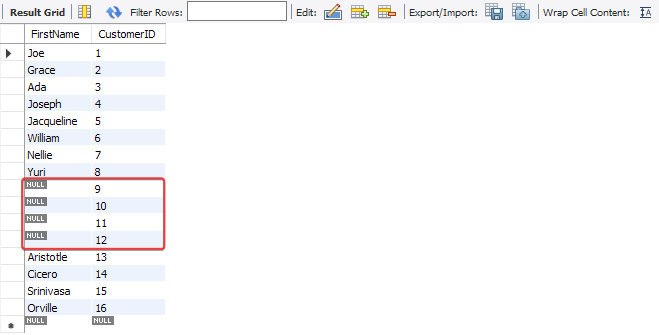 Result Grid Filter Rows: Edit: Export/Import: Wrap Cell Content: IA
FirstName CustomerID
Joe 1
Grace 2
Ada 3
Joseph 4
Jacqueline 5
William 6
Nellie 7
Yuri 8
NULL 9
NULL 10
NULL 11
NULL 12
Aristotle 13
Cicero 14
Srinivasa 15
Orville 16
NULL NULL